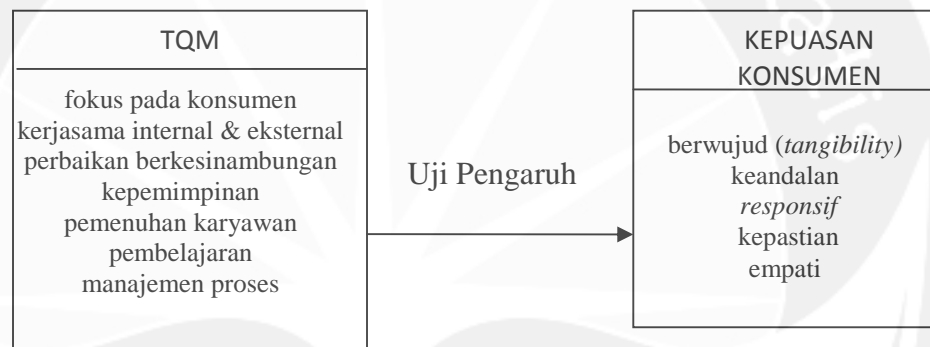 TQM
fokus pada konsumen
kerjasama internal & eksternal
perbaikan berkesinambungan
kepemimpinan
pemenuhan karyawan
pembelajaran
manajemen proses
Uji Pengaruh
KEPUASAN
KONSUMEN
berwujud (tangibility)
keandalan
responsif
kepastian
empati